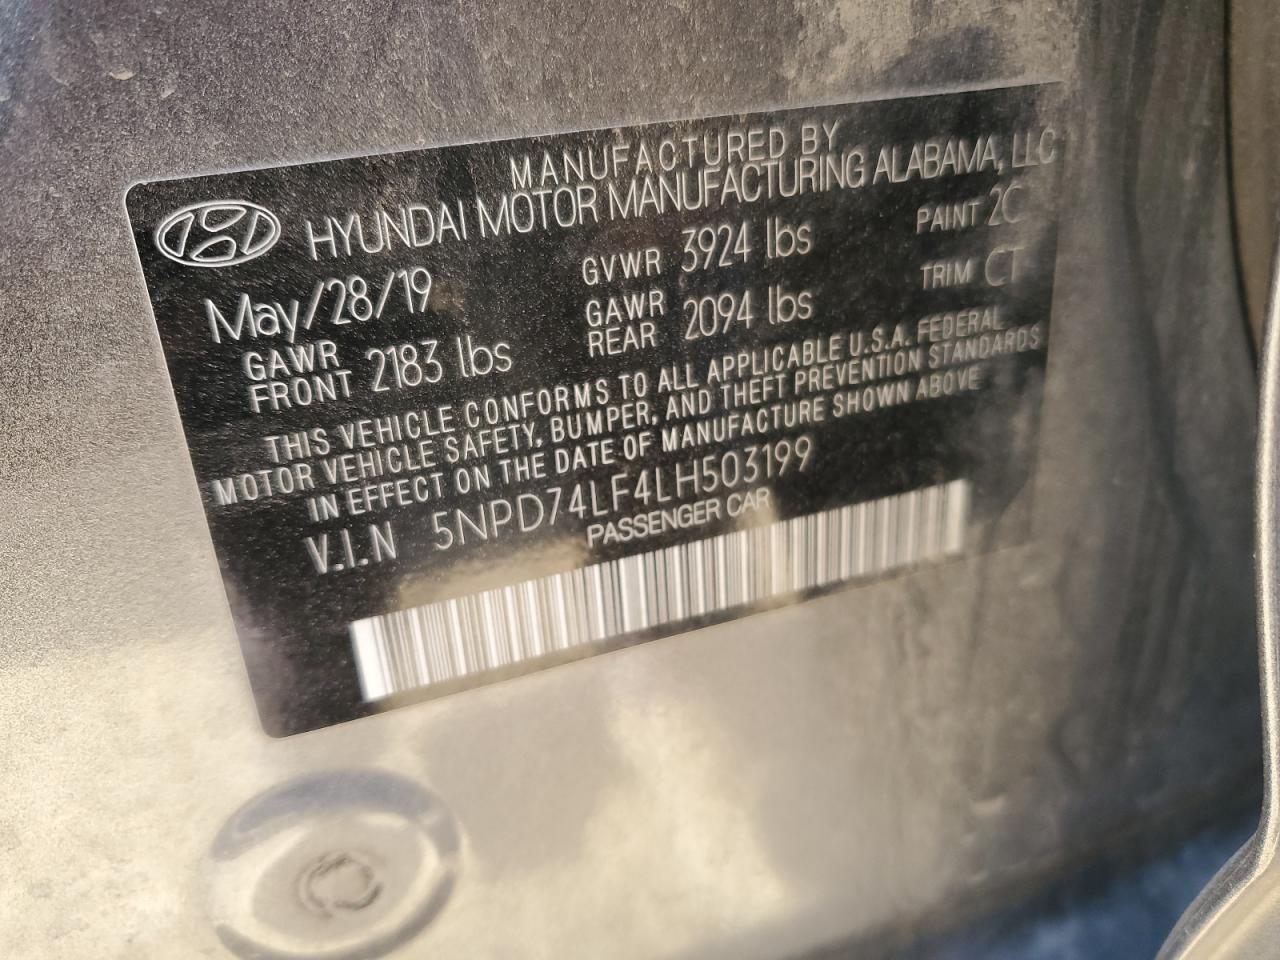 MANUFACTURED BY
HYUNDAI MOTOR MANUFACTURING ALABAMA, LLC
May/28/19 GVWR 3924 lbs PAINT 2C
GAWR FRONT 2183 lbs GAWR REAR 2094 lbs TRIM CT
THIS VEHICLE CONFORMS TO ALL APPLICABLE U.S.A. FEDERAL
MOTOR VEHICLE SAFETY, BUMPER, AND THEFT PREVENTION STANDARDS
IN EFFECT ON THE DATE OF MANUFACTURE SHOWN ABOVE
V.I.N 5NPD74LF4LH503199
PASSENGER CAR